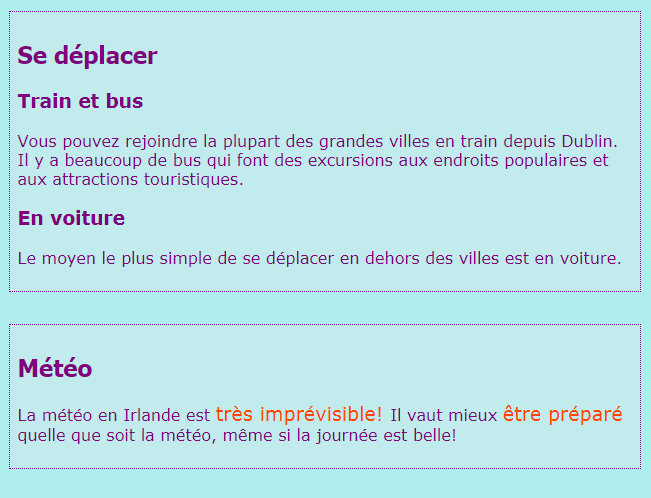 Se déplacer
Train et bus
Vous pouvez rejoindre la plupart des grandes villes en train depuis Dublin.
Il y a beaucoup de bus qui font des excursions aux endroits populaires et
aux attractions touristiques.
En voiture
Le moyen le plus simple de se déplacer en dehors des villes est en voiture.
Météo
La météo en Irlande est très imprévisible! Il vaut mieux être préparé
quelle que soit la météo, même si la journée est belle!